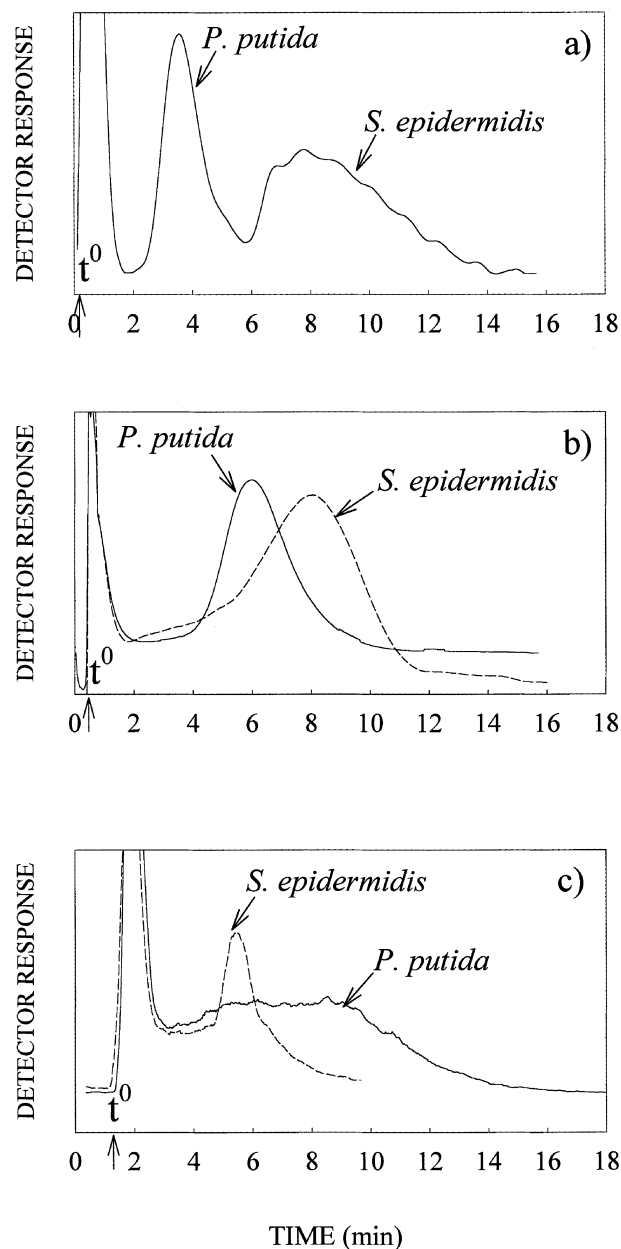 DETECTOR RESPONSE
P. putida
a)
S. epidermidis
t0
0 2 4 6 8 10 12 14 16 18
DETECTOR RESPONSE
P. putida
b)
S. epidermidis
t0
0 2 4 6 8 10 12 14 16 18
DETECTOR RESPONSE
S. epidermidis
c)
P. putida
t0
0 2 4 6 8 10 12 14 16 18
TIME (min)